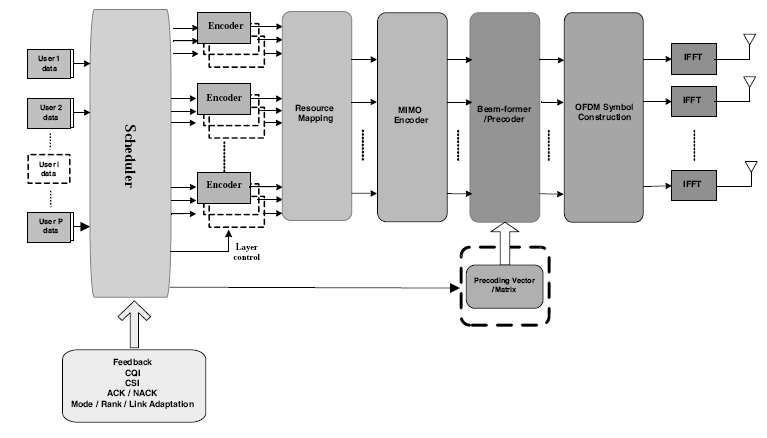 User 1
data
User 2
data
User i
data
User P
data
Scheduler
Encoder
Encoder
Encoder
Layer
control
Resource
Mapping
MIMO
Encoder
Beam-former
/Precoder
OFDM Symbol
Construction
IFFT
IFFT
IFFT
Precoding Vector
/Matrix
Feedback
CQI
CSI
ACK / NACK
Mode / Rank / Link Adaptation